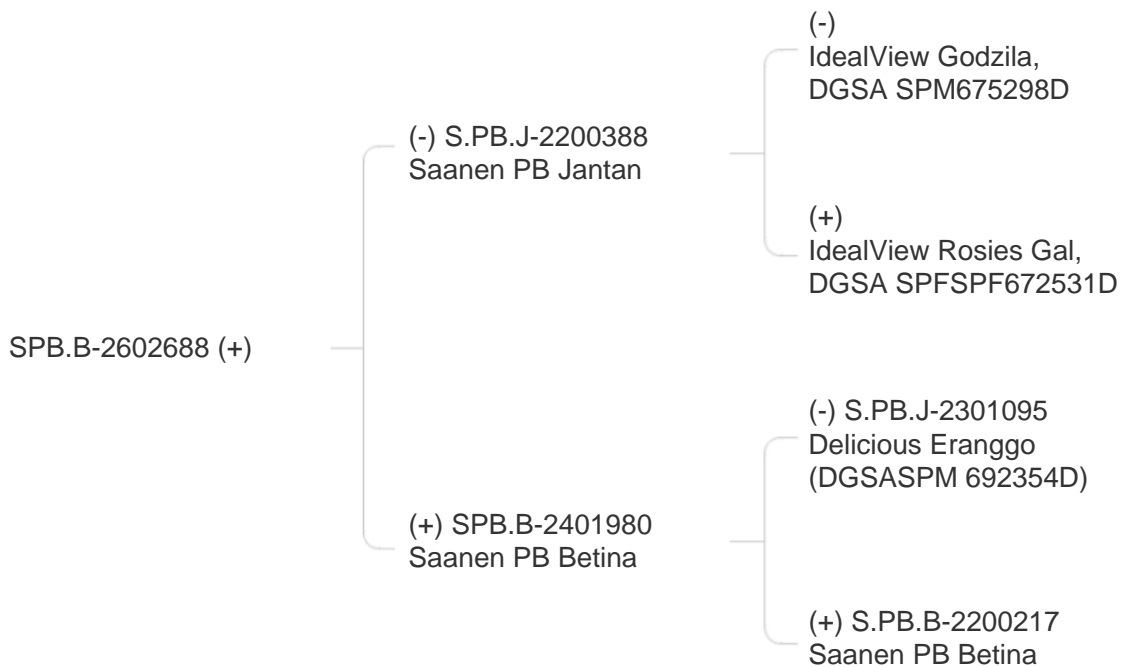 (-)
IdealView Godzila,
DGSA SPM675298D
(-) S.PB.J-2200388
Saanen PB Jantan
(+)
IdealView Rosies Gal,
DGSA SPFSPF672531D
SPB.B-2602688 (+)
(-) S.PB.J-2301095
Delicious Eranggo
(DGSASPM 692354D)
(+) SPB.B-2401980
Saanen PB Betina
(+) S.PB.B-2200217
Saanen PB Betina